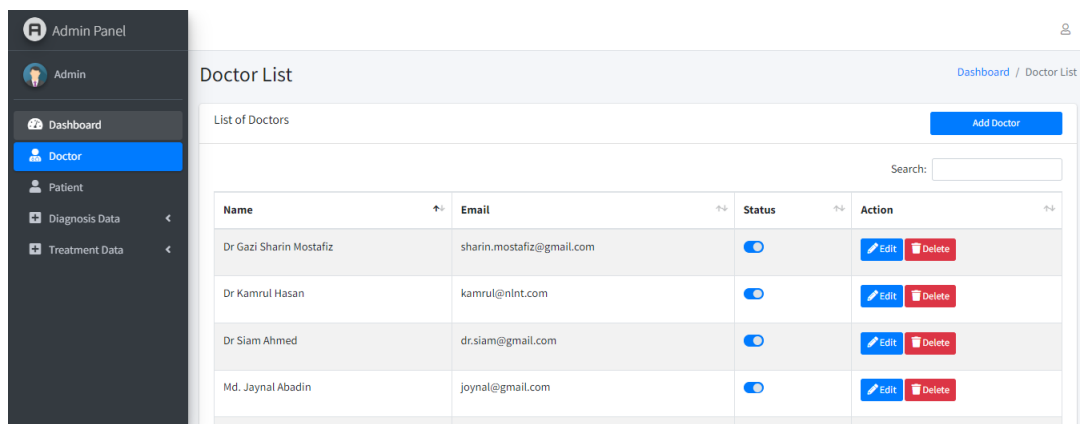 Admin Panel
Admin
Dashboard
Doctor
Patient
Diagnosis Data
Treatment Data
Doctor List
Dashboard / Doctor List
List of Doctors
Add Doctor
Search:
Name Email Status Action
Dr Gazi Sharin Mostafiz sharin.mostafiz@gmail.com Edit Delete
Dr Kamrul Hasan kamrul@nlnt.com Edit Delete
Dr Siam Ahmed dr.siam@gmail.com Edit Delete
Md. Jaynal Abadin joynal@gmail.com Edit Delete